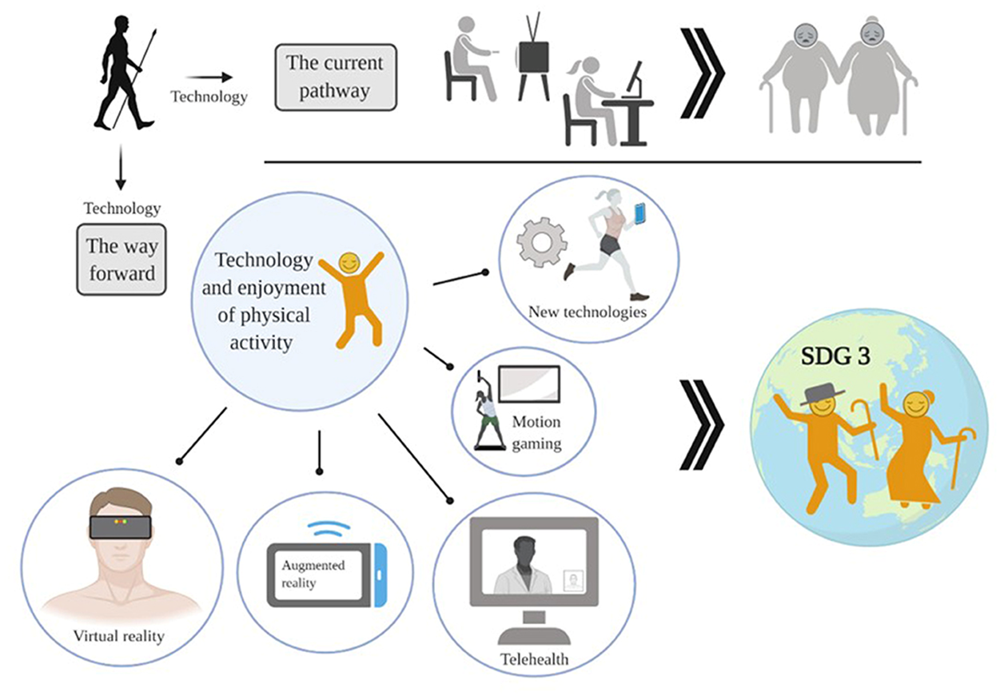 Technology
The current
pathway
Technology
The way
forward
Technology
and enjoyment
of physical
activity
New technologies
Motion
gaming
SDG 3
Virtual reality
Augmented
reality
Telehealth